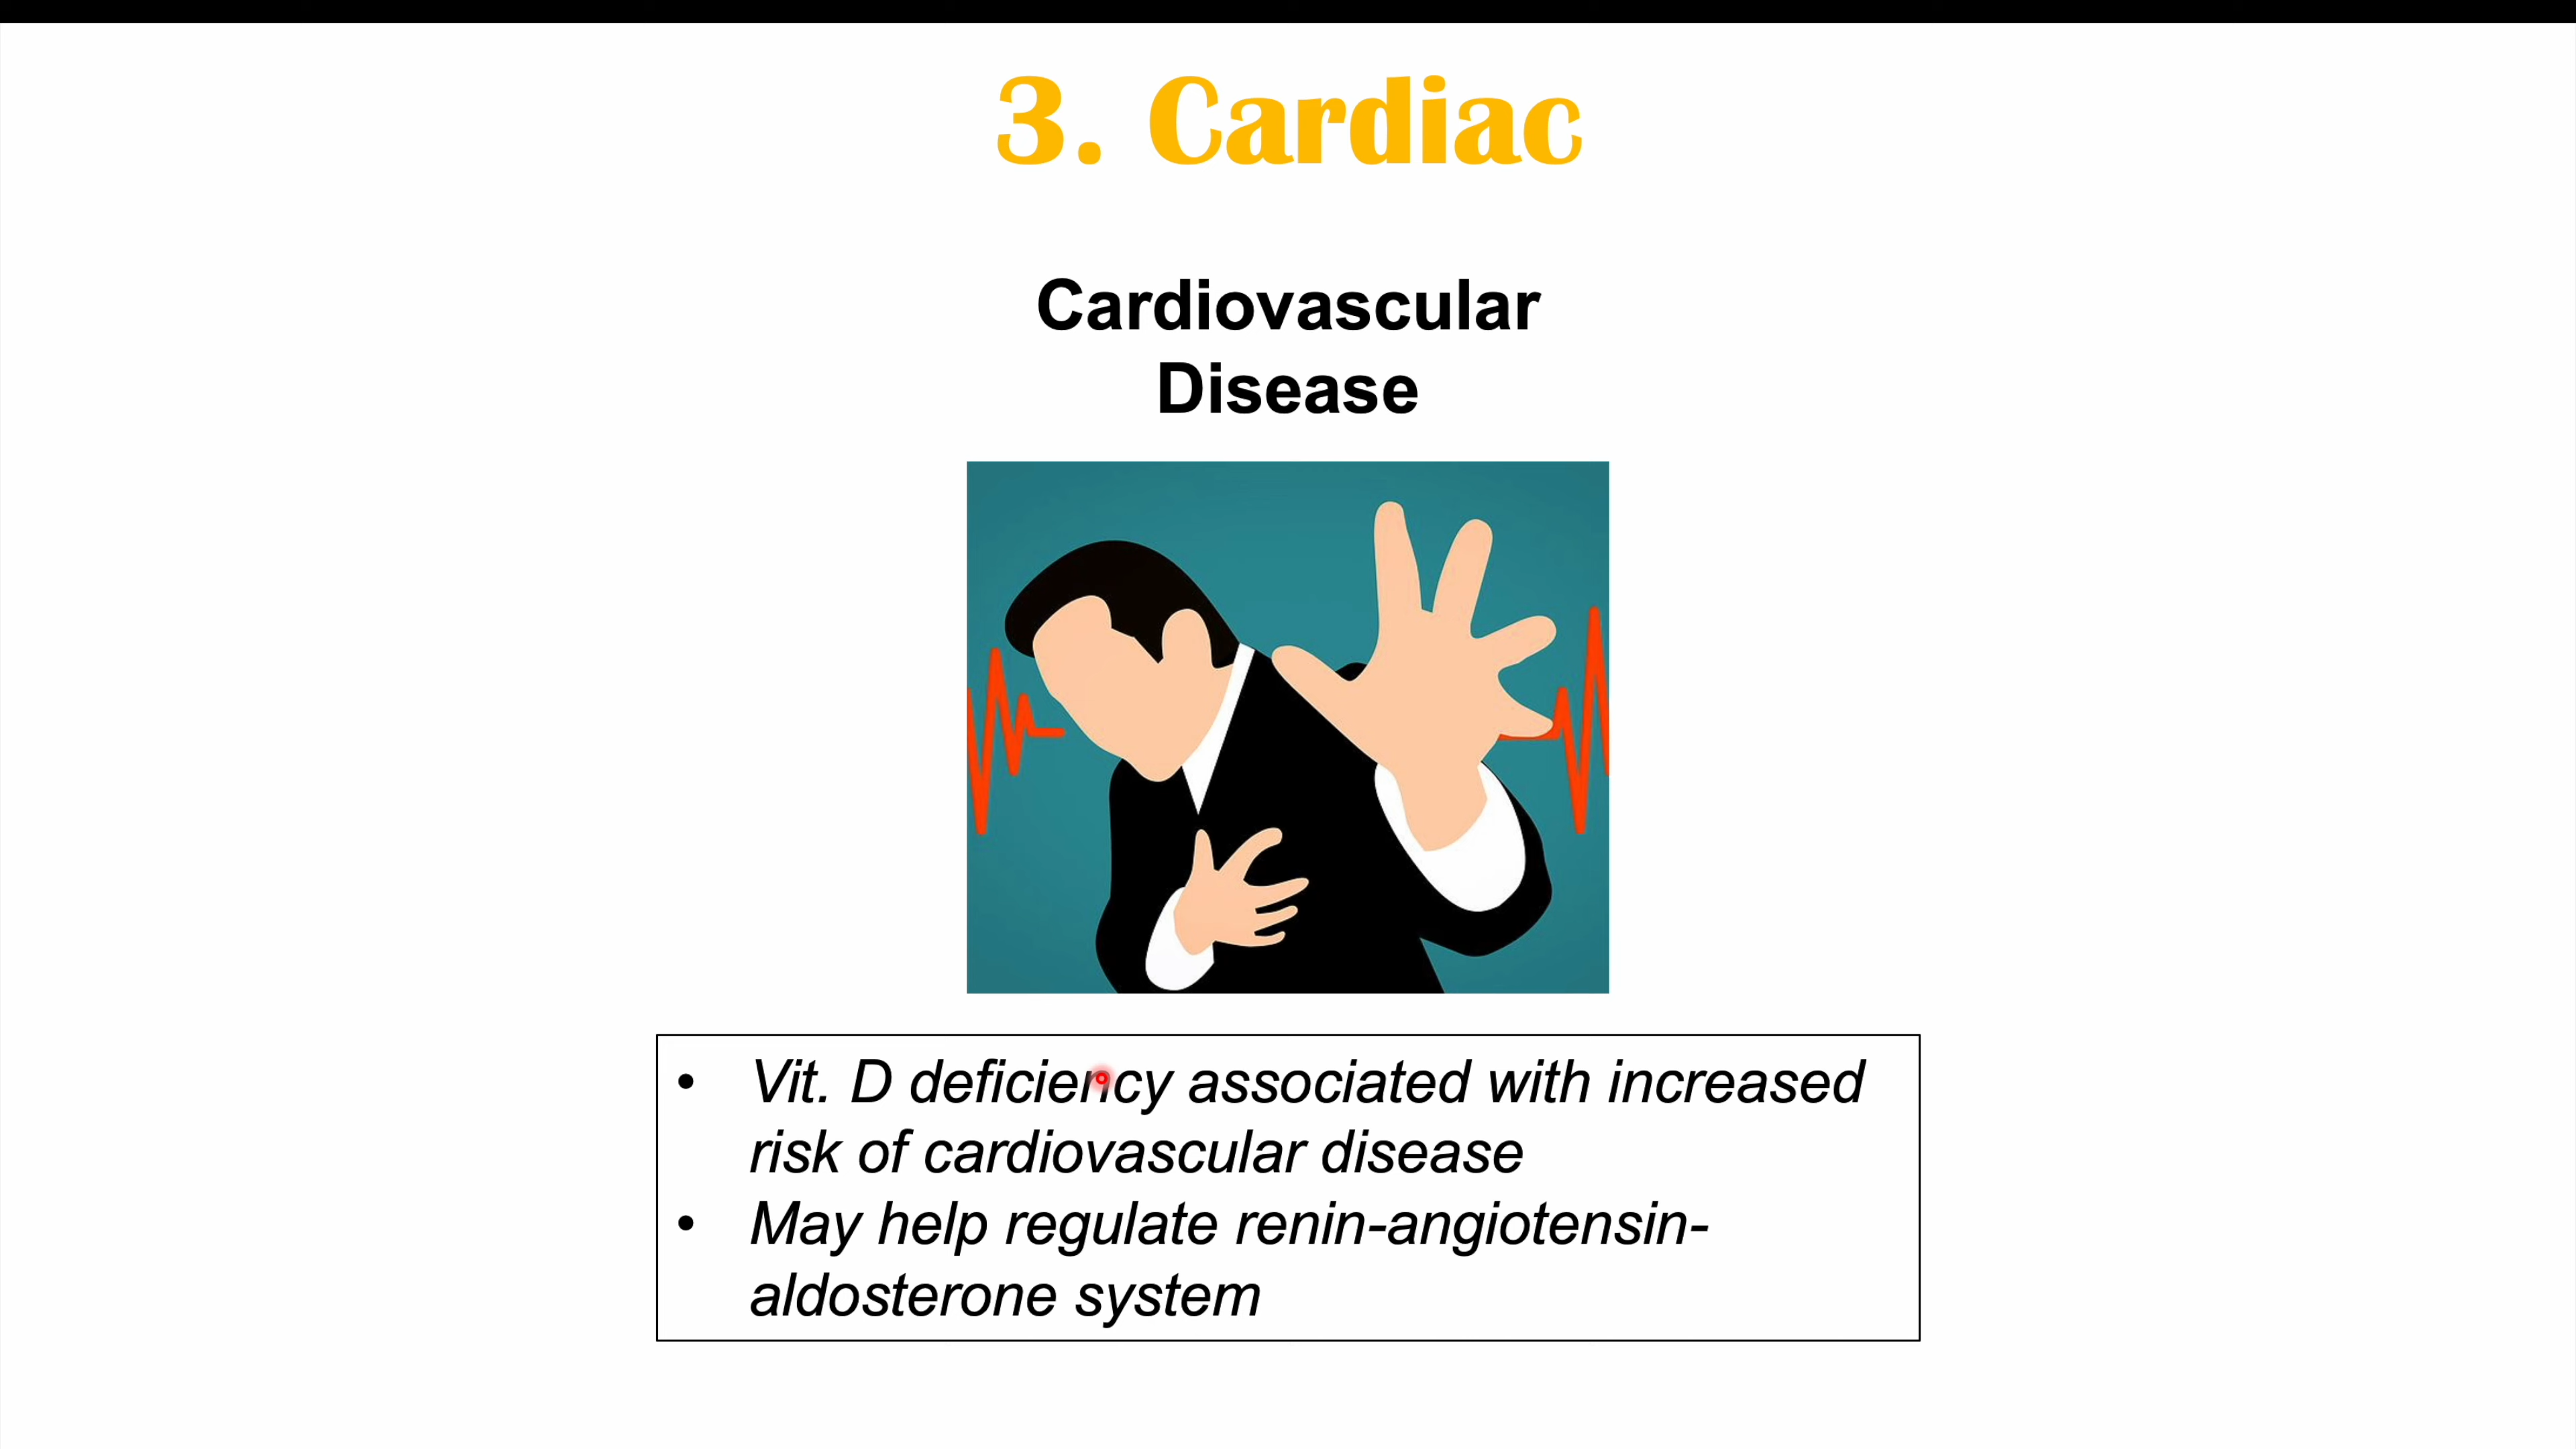 3. Cardiac
Cardiovascular
Disease
• Vit. D deficiency associated with increased
risk of cardiovascular disease
• May help regulate renin-angiotensin-
aldosterone system